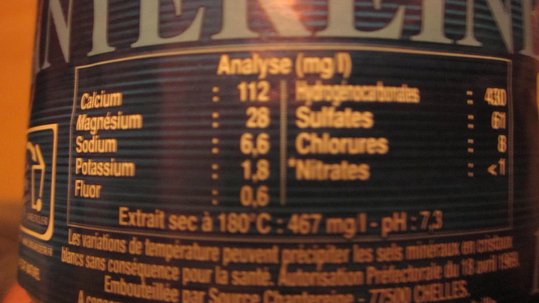 Analyse (mg/l)
Calcium : 112
Magnésium : 28
Sodium : 6,6
Potassium : 1,8
Fluor : 0,6
Hydrogénocarbonates : 430
Sulfates : 61
Chlorures : 8
*Nitrates : <1
Extrait sec à 180°C : 467 mg/l - pH : 7,3
Les variations de température peuvent précipiter les sels minéraux en cristaux
blancs sans conséquence pour la santé. Autorisation Préfectorale du 18 avril 1969.
Embouteillée par Source - 77500 CHELLES.